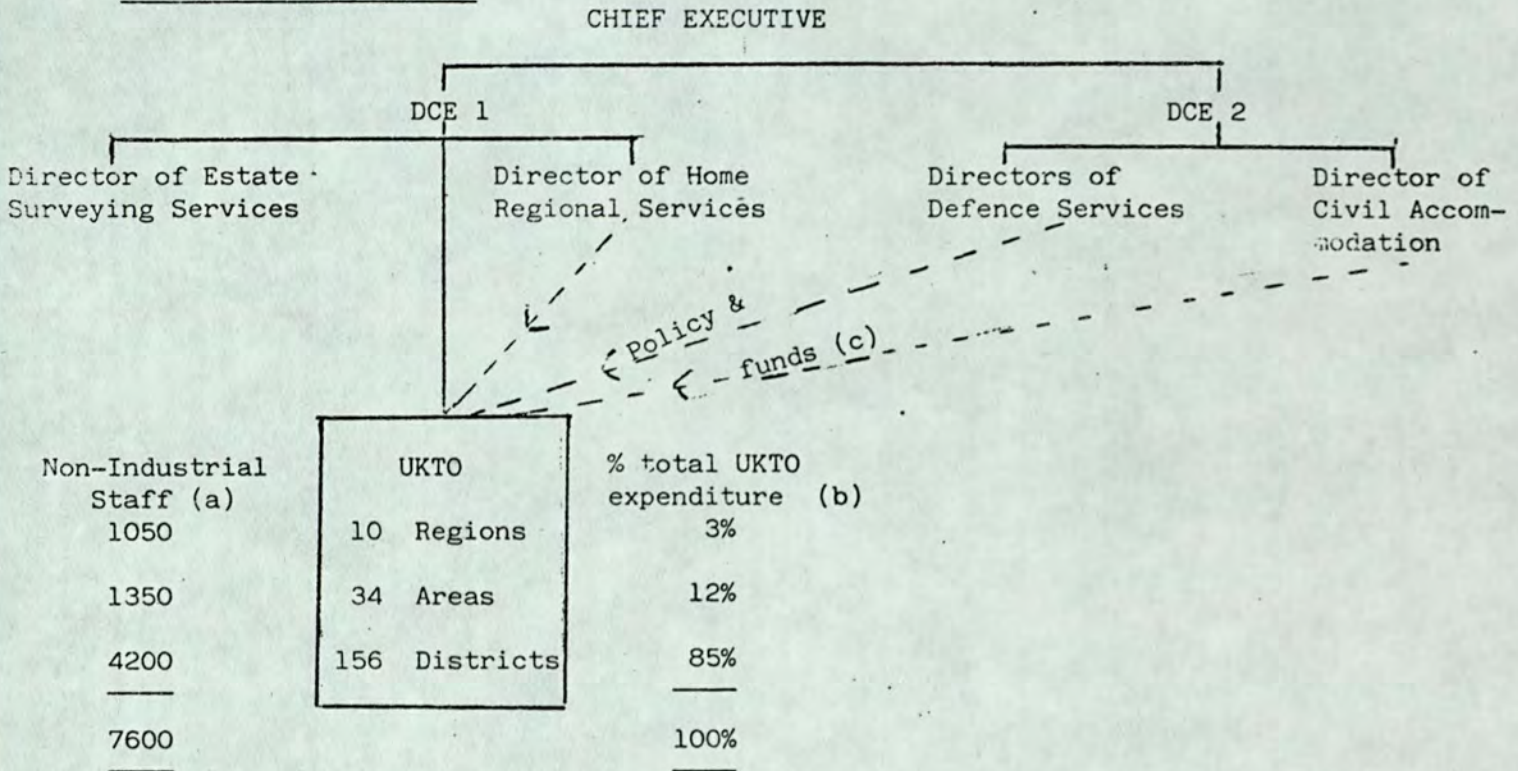 CHIEF EXECUTIVE
DCE 1
DCE 2
Director of Estate
Surveying Services
Director of Home
Regional Services
Directors of
Defence Services
Director of
Civil Accom-
modation
Policy &
funds (c)
Non-Industrial
Staff (a)
UKTO
% total UKTO
expenditure (b)
1050 10 Regions 3%
1350 34 Areas 12%
4200 156 Districts 85%
7600 100%